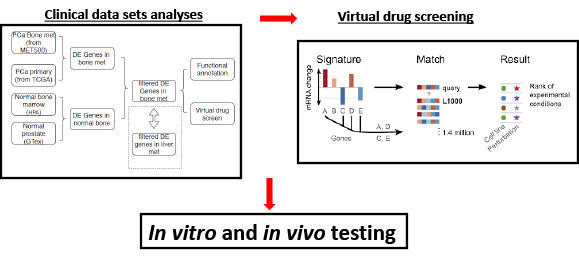 Clinical data sets analyses
Virtual drug screening
PCa Bone met
(from
MET500)
PCa primary
(from TCGA)
Normal bone
marrow
(HPA)
Normal
prostate
(GTex)
DE Genes in
bone met
DE Genes in
normal bone
filtered DE
Genes in
bone met
filtered DE
genes in liver
met
Functional
annotation
Virtual drug
screen
Signature
Match
Result
mRNA change
A B C D E
Genes
A, D
C, E
query
?
L1000
1.4 million
Rank of
experimental
conditions
Cell line
Perturbation
In vitro and in vivo testing